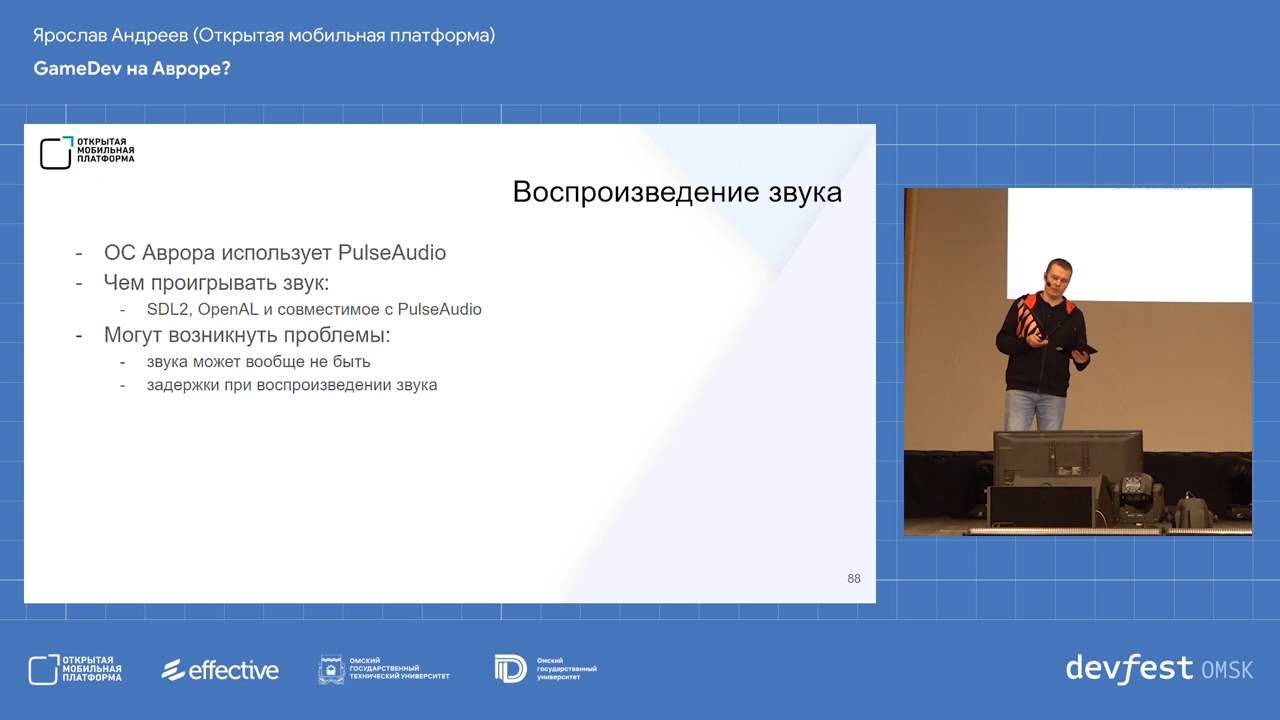 Ярослав Андреев (Открытая мобильная платформа)
GameDev на Авроре?
ОТКРЫТАЯ
МОБИЛЬНАЯ
ПЛАТФОРМА
Воспроизведение звука
- ОС Аврора использует PulseAudio
- Чем проигрывать звук:
- SDL2, OpenAL и совместимое с PulseAudio
- Могут возникнуть проблемы:
- звука может вообще не быть
- задержки при воспроизведении звука
88
ОТКРЫТАЯ
МОБИЛЬНАЯ
ПЛАТФОРМА
effective
ОМСКИЙ
ГОСУДАРСТВЕННЫЙ
ТЕХНИЧЕСКИЙ УНИВЕРСИТЕТ
Омский
государственный
университет
devfest OMSK